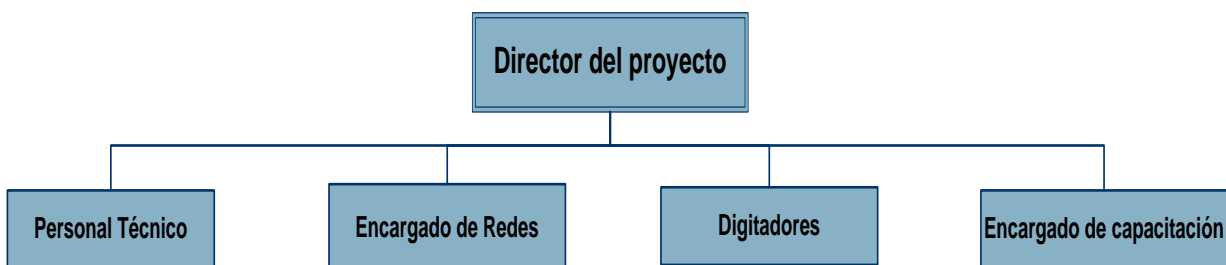 Director del proyecto
Personal Técnico
Encargado de Redes
Digitadores
Encargado de capacitación